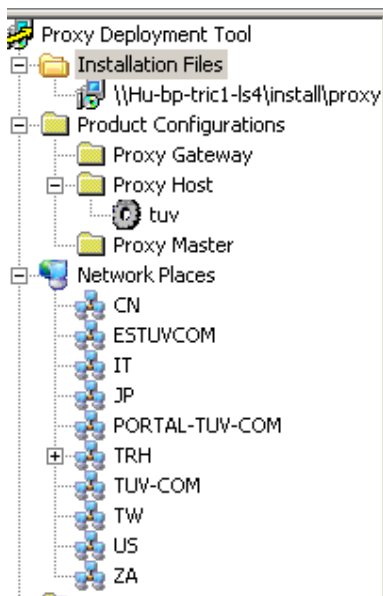 Proxy Deployment Tool
Installation Files
\\Hu-bp-tric1-ls4\install\proxy
Product Configurations
Proxy Gateway
Proxy Host
tuv
Proxy Master
Network Places
CN
ESTUVCOM
IT
JP
PORTAL-TUV-COM
TRH
TUV-COM
TW
US
ZA